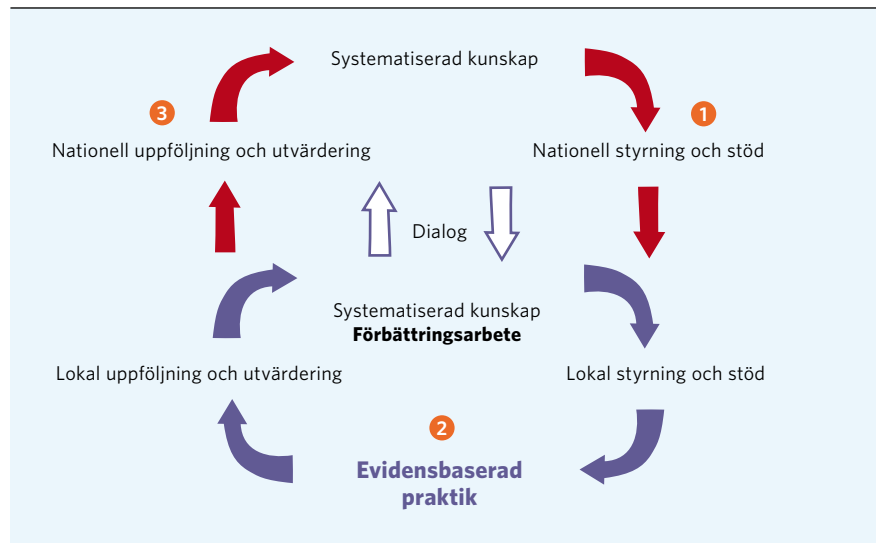 Systematiserad kunskap
3
1
Nationell uppföljning och utvärdering
Nationell styrning och stöd
Dialog
Systematiserad kunskap
Förbättringsarbete
Lokal uppföljning och utvärdering
Lokal styrning och stöd
2
Evidensbaserad
praktik